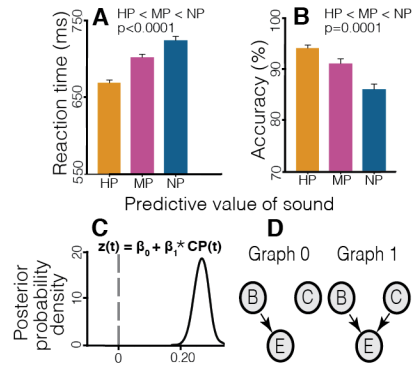 A
HP < MP < NP
p<0.0001
Reaction time (ms)
750
650
550
HP MP NP
B
HP < MP < NP
p=0.0001
Accuracy (%)
100
90
80
70
HP MP NP
Predictive value of sound
C
z(t) = β₀ + β₁* CP(t)
Posterior
probability
density
20
10
0
0 0.20
D
Graph 0 Graph 1
B C B C
E E